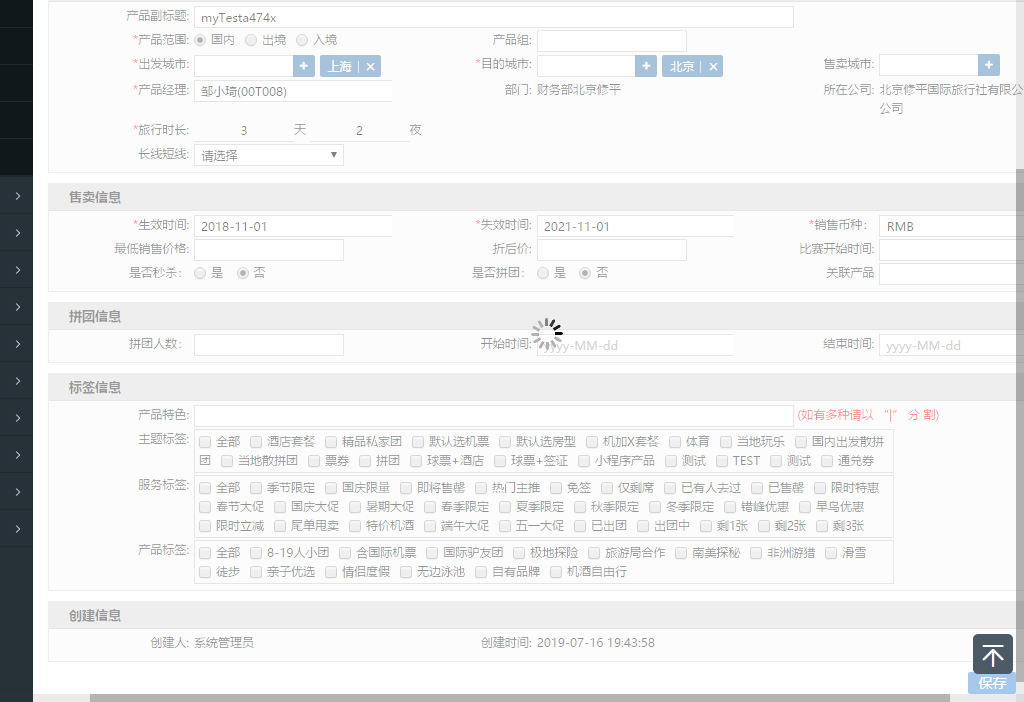 产品副标题: myTesta474x
*产品范围: 国内 出境 入境 产品组:
*出发城市: + 上海 | × *目的城市: + 北京 | × 售卖城市: +
*产品经理: 邹小琦(00T008) 部门: 财务部北京修平 所在公司: 北京修平国际旅行社有限公
公司
*旅行时长: 3 天 2 夜
长线短线: 请选择
售卖信息
*生效时间: 2018-11-01 *失效时间: 2021-11-01 *销售币种: RMB
最低销售价格: 折后价: 比赛开始时间:
是否秒杀: 是 否 是否拼团: 是 否 关联产品
拼团信息
拼团人数: 开始时间: yyyy-MM-dd 结束时间: yyyy-MM-dd
标签信息
产品特色: (如有多种请以 “|” 分 割)
主题标签: 全部 酒店套餐 精品私家团 默认选机票 默认选房型 机加X套餐 体育 当地玩乐 国内出发散拼
团 当地散拼团 票券 拼团 球票+酒店 球票+签证 小程序产品 测试 TEST 测试 通兑券
服务标签: 全部 季节限定 国庆限量 即将售罄 热门主推 免签 仅剩席 已有人去过 已售罄 限时特惠
春节大促 国庆大促 暑期大促 春季限定 夏季限定 秋季限定 冬季限定 错峰优惠 早鸟优惠
限时立减 尾单甩卖 特价机酒 端午大促 五一大促 已出团 出团中 剩1张 剩2张 剩3张
产品标签: 全部 8-19人小团 含国际机票 国际驴友团 极地探险 旅游局合作 南美探秘 非洲游猎 滑雪
徒步 亲子优选 情侣度假 无边泳池 自有品牌 机酒自由行
创建信息
创建人: 系统管理员 创建时间: 2019-07-16 19:43:58
保存